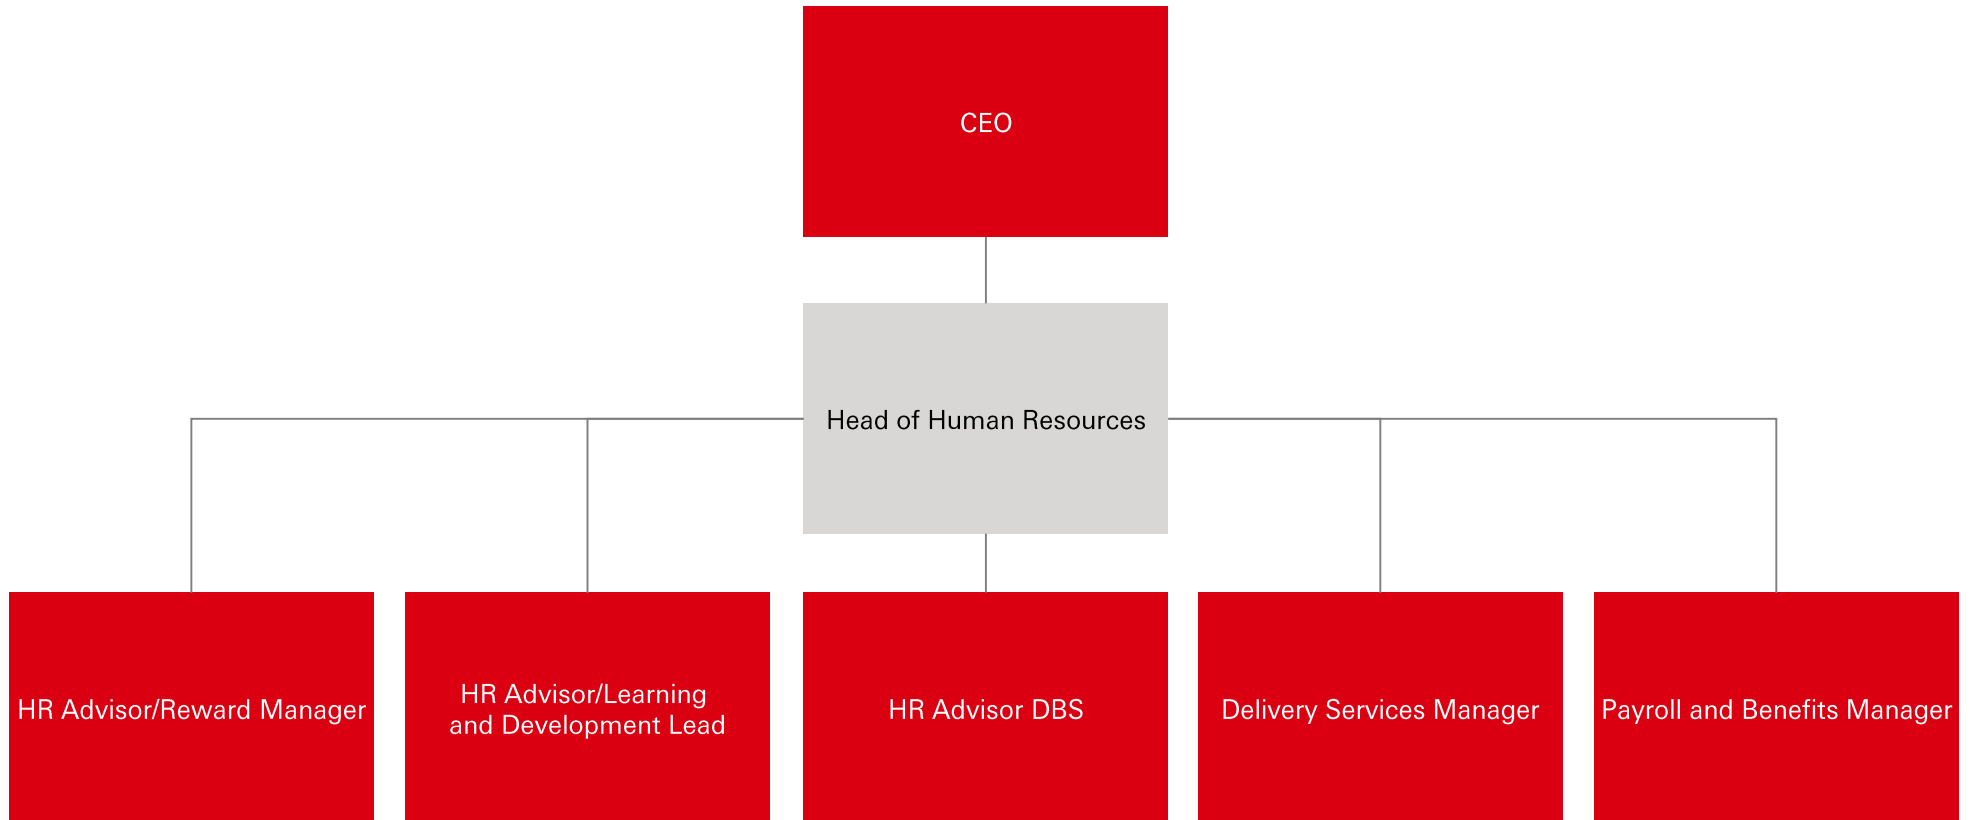 CEO
Head of Human Resources
HR Advisor/Reward Manager
HR Advisor/Learning
and Development Lead
HR Advisor DBS
Delivery Services Manager
Payroll and Benefits Manager